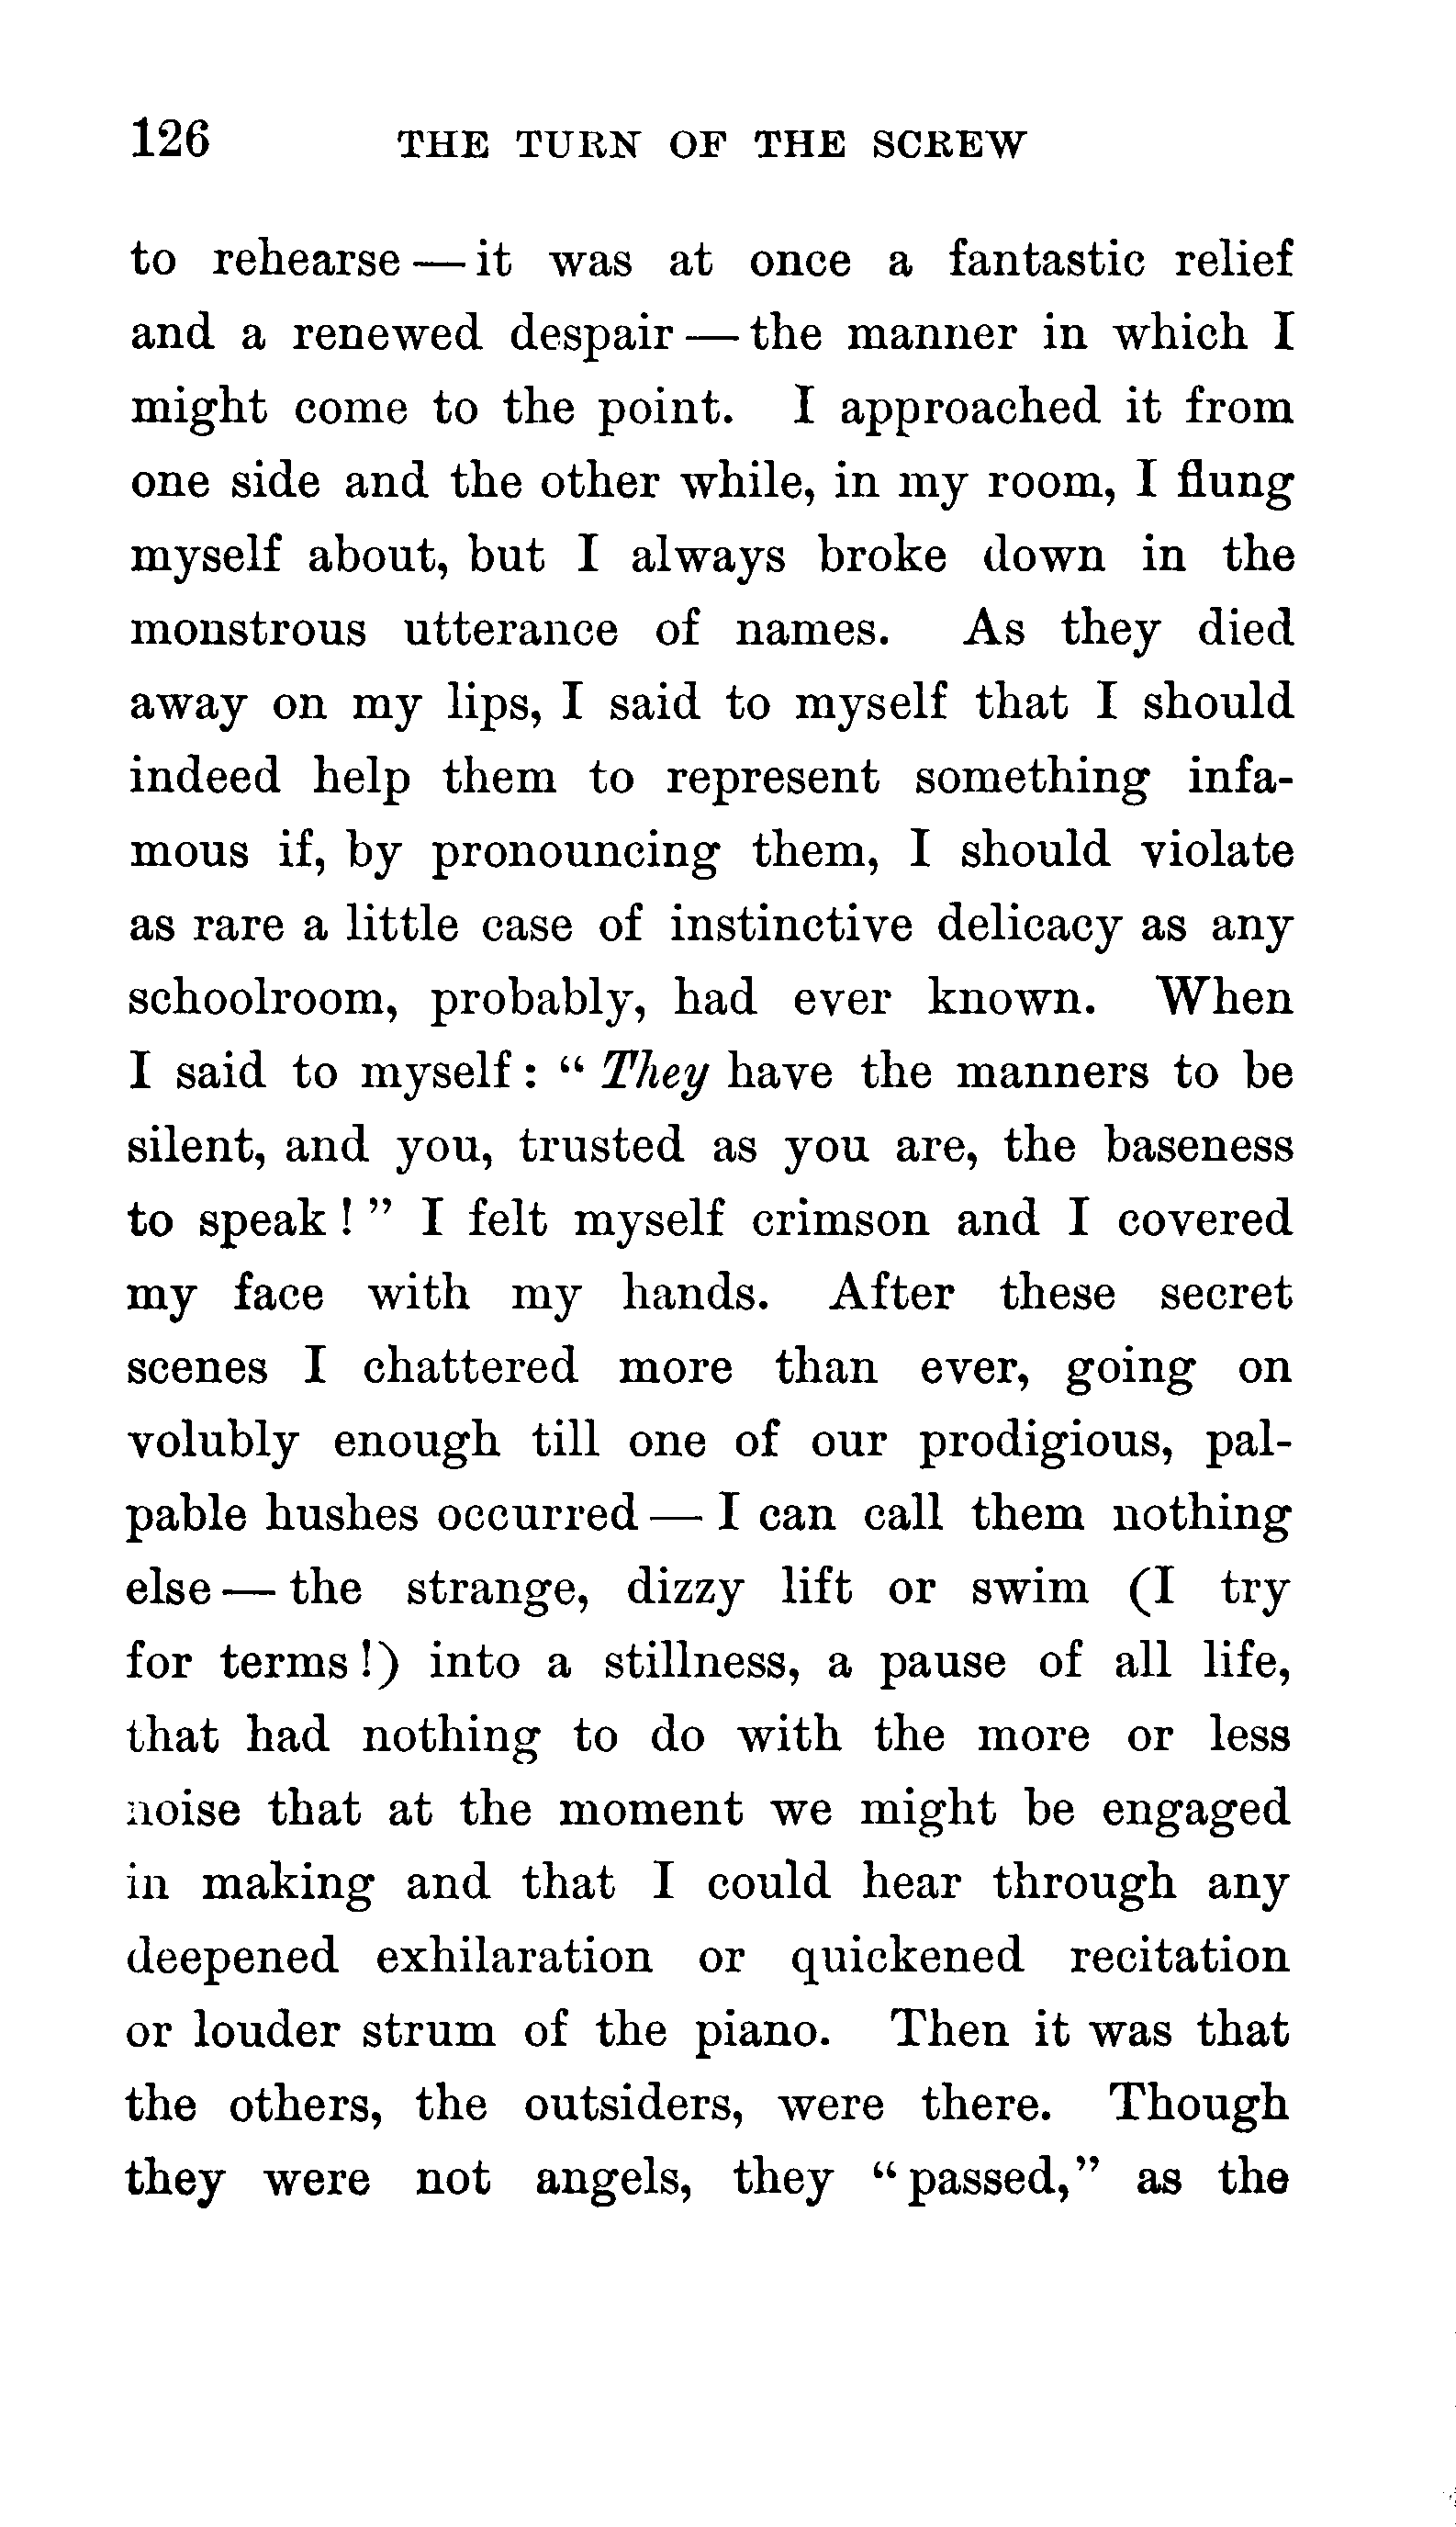 126 THE TURN OF THE SCREW
to rehearse — it was at once a fantastic relief
and a renewed despair — the manner in which I
might come to the point. I approached it from
one side and the other while, in my room, I flung
myself about, but I always broke down in the
monstrous utterance of names. As they died
away on my lips, I said to myself that I should
indeed help them to represent something infa-
mous if, by pronouncing them, I should violate
as rare a little case of instinctive delicacy as any
schoolroom, probably, had ever known. When
I said to myself: “They have the manners to be
silent, and you, trusted as you are, the baseness
to speak!” I felt myself crimson and I covered
my face with my hands. After these secret
scenes I chattered more than ever, going on
volubly enough till one of our prodigious, pal-
pable hushes occurred — I can call them nothing
else — the strange, dizzy lift or swim (I try
for terms!) into a stillness, a pause of all life,
that had nothing to do with the more or less
noise that at the moment we might be engaged
in making and that I could hear through any
deepened exhilaration or quickened recitation
or louder strum of the piano. Then it was that
the others, the outsiders, were there. Though
they were not angels, they “passed,” as the